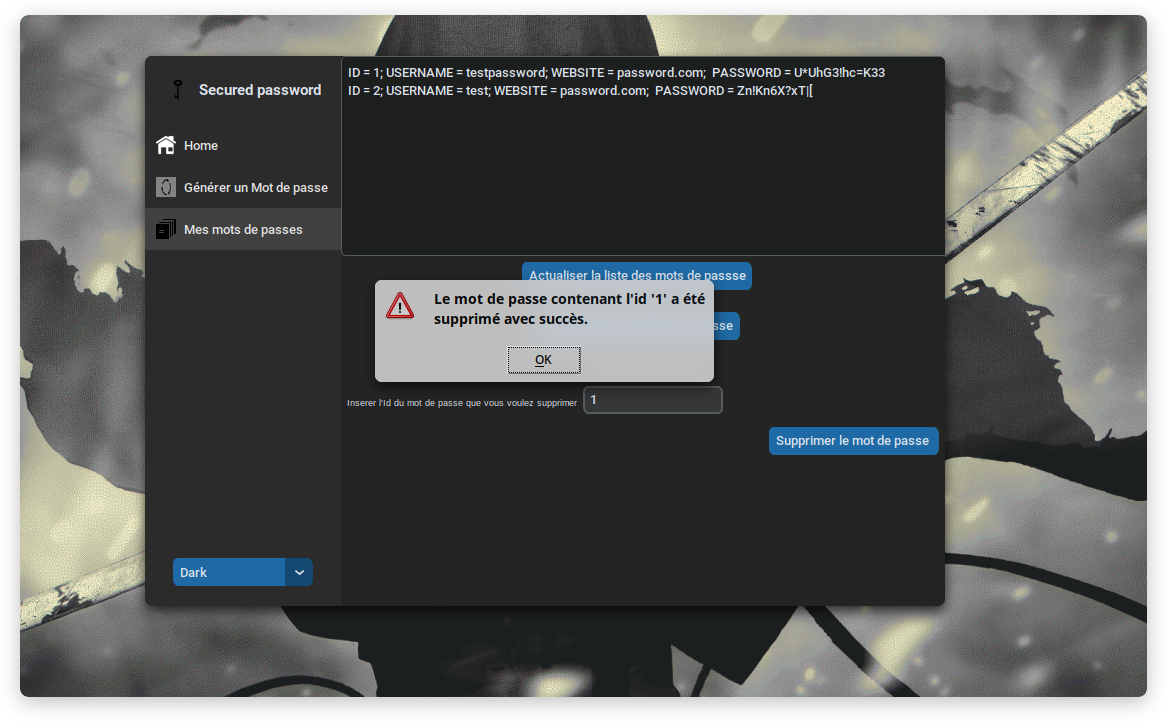 Secured password
Home
Générer un Mot de passe
Mes mots de passes
Dark
ID = 1; USERNAME = testpassword; WEBSITE = password.com;  PASSWORD = U*UhG3!hc=K33
ID = 2; USERNAME = test; WEBSITE = password.com;  PASSWORD = Zn!Kn6X?xT|[
Actualiser la liste des mots de passse
Le mot de passe contenant l'id '1' a été
supprimé avec succès.
OK
Inserer l'Id du mot de passe que vous voulez supprimer
1
Supprimer le mot de passe